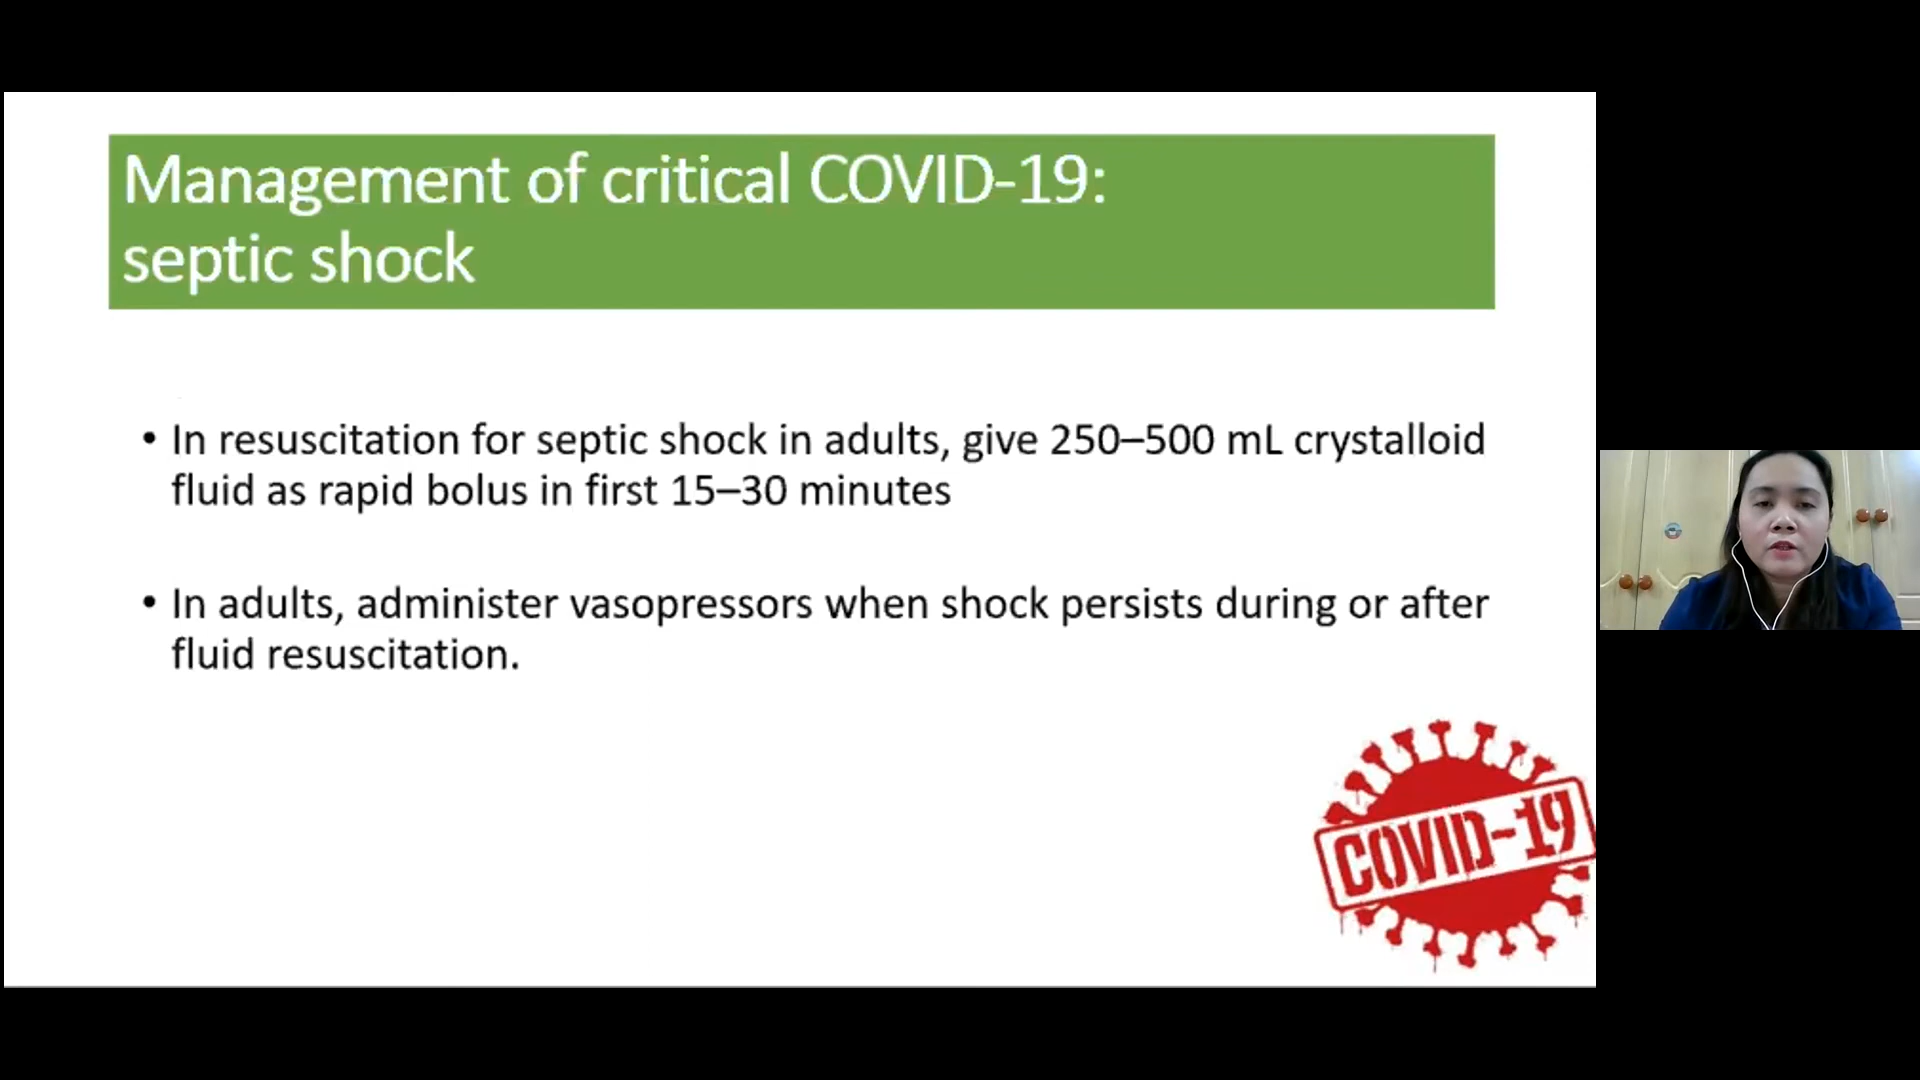 Management of critical COVID-19:
septic shock
• In resuscitation for septic shock in adults, give 250–500 mL crystalloid
fluid as rapid bolus in first 15–30 minutes
• In adults, administer vasopressors when shock persists during or after
fluid resuscitation.
COVID-19